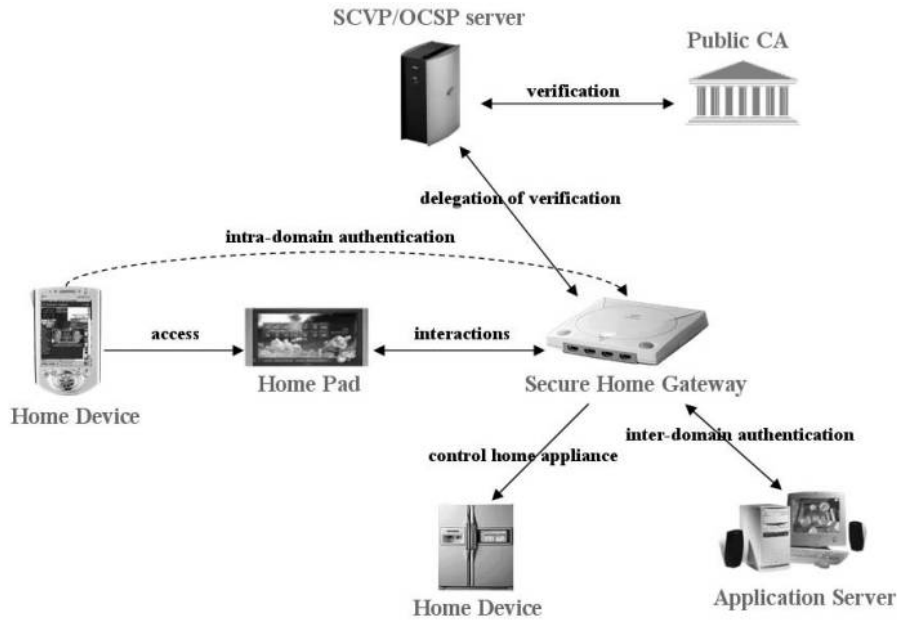 SCVP/OCSP server
Public CA
verification
delegation of verification
intra-domain authentication
access
interactions
Home Pad
Secure Home Gateway
Home Device
inter-domain authentication
control home appliance
Home Device
Application Server